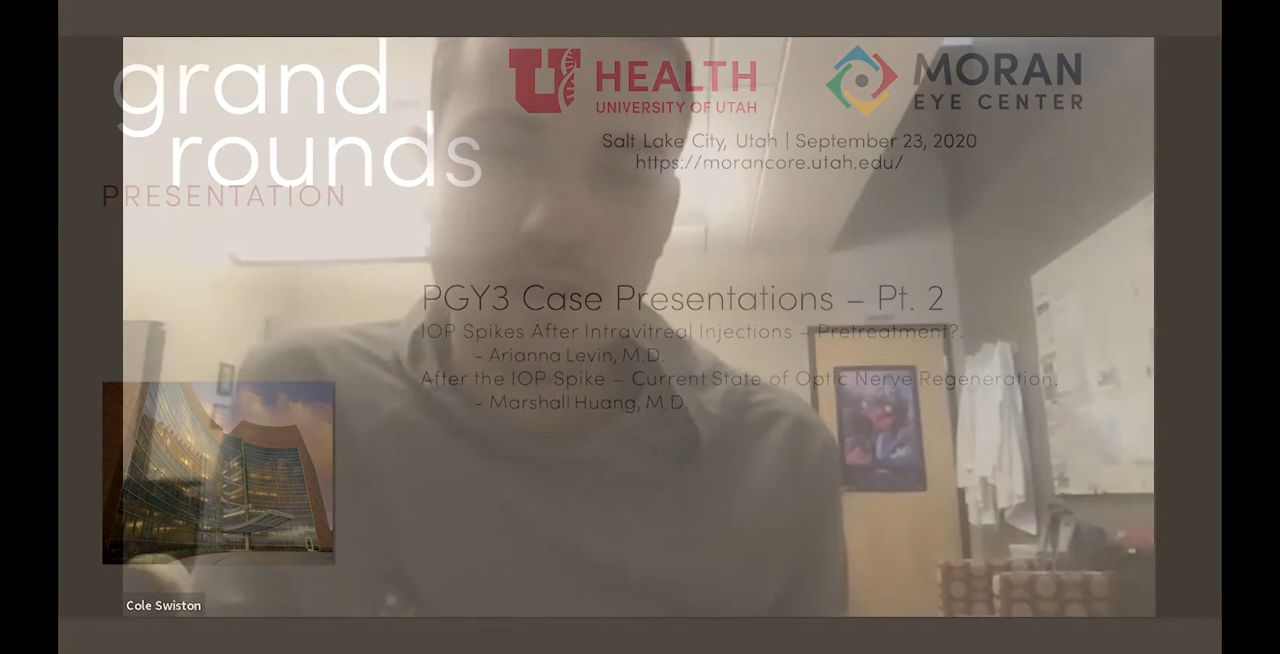 grand
rounds
PRESENTATION
U HEALTH
UNIVERSITY OF UTAH
MORAN
EYE CENTER
Salt Lake City, Utah | September 23, 2020
https://morancore.utah.edu/
PGY3 Case Presentations – Pt. 2
IOP Spikes After Intravitreal Injections – Pretreatment?.
- Arianna Levin, M.D.
After the IOP Spike – Current State of Optic Nerve Regeneration.
- Marshall Huang, M.D.
Cole Swiston